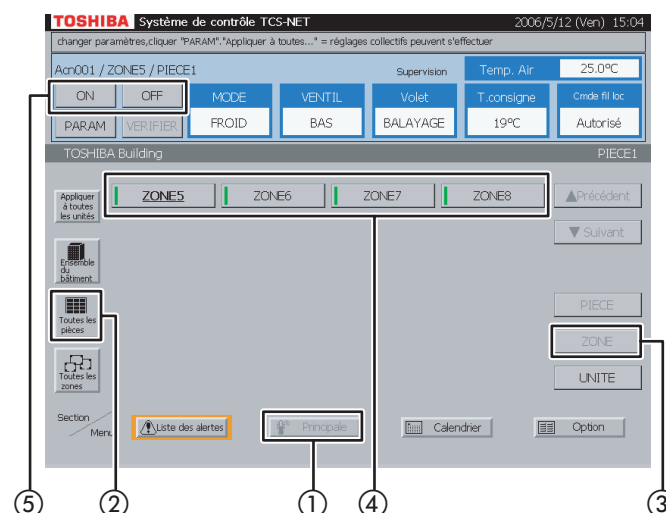 TOSHIBA Système de contrôle TCS-NET 2006/5/12 (Ven) 15:04
changer paramètres,cliquer "PARAM"."Appliquer à toutes..." = réglages collectifs peuvent s'effectuer
Acn001 / ZONE5 / PIECE1 Supervision Temp. Air 25.0ºC
ON OFF MODE VENTIL Volet T.consigne Cmde fil loc
PARAM VERIFIER FROID BAS BALAYAGE 19ºC Autorisé
TOSHIBA Building PIECE1
Appliquer
à toutes
les unités
ZONE5 ZONE6 ZONE7 ZONE8 ▲Précédent
▼ Suivant
Ensemble
du
bâtiment
Toutes les
pièces
PIECE
ZONE
Toutes les
zones
UNITE
Section
Menu
Liste des alertes Principale Calendrier Option
⑤ ② ① ④ ③